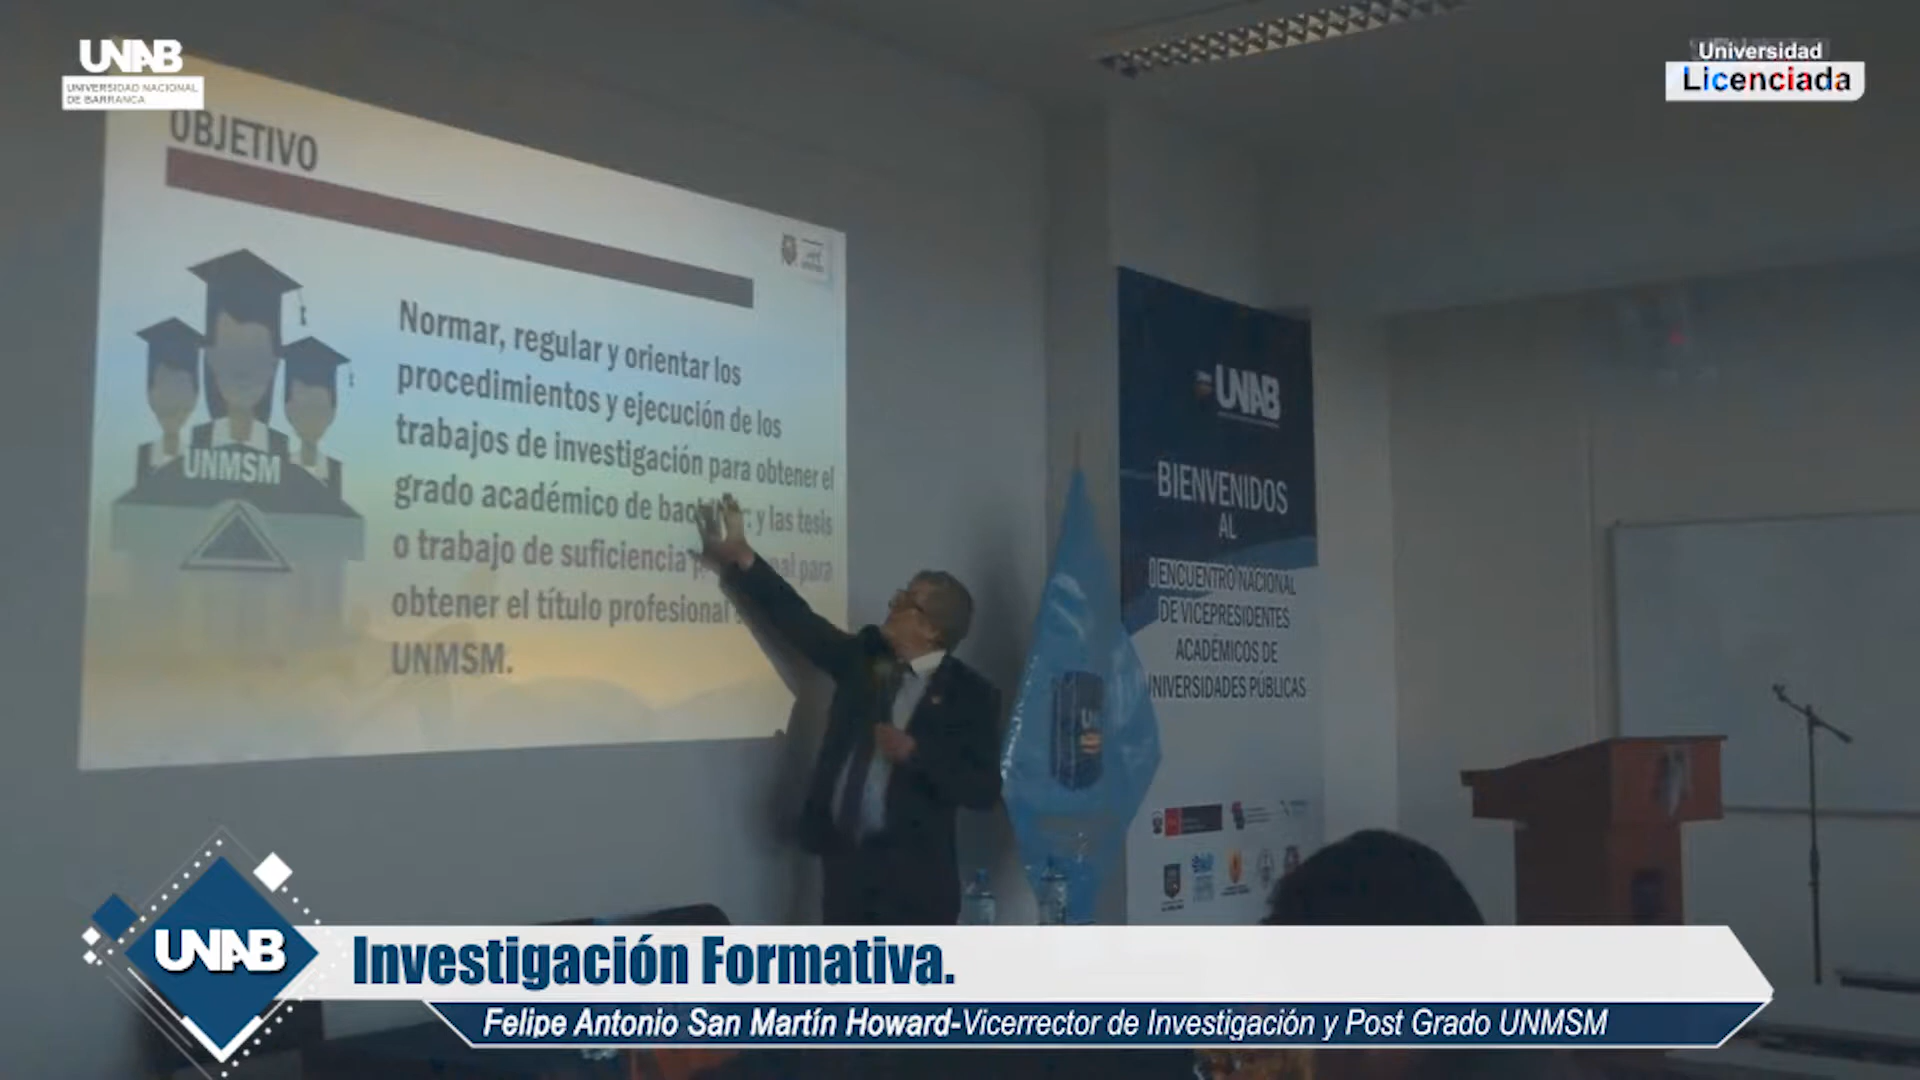 UNAB
UNIVERSIDAD NACIONAL
DE BARRANCA
Universidad
Licenciada
OBJETIVO
Normar, regular y orientar los
procedimientos y ejecución de los
trabajos de investigación para obtener el
grado académico de y las tesis
o trabajo de suficiencia para
obtener el título profesional
UNMSM.
UNMSM
UNAB
BIENVENIDOS
AL
I ENCUENTRO NACIONAL
DE VICEPRESIDENTES
ACADÉMICOS DE
UNIVERSIDADES PÚBLICAS
UNAB
Investigación Formativa.
Felipe Antonio San Martín Howard-Vicerrector de Investigación y Post Grado UNMSM